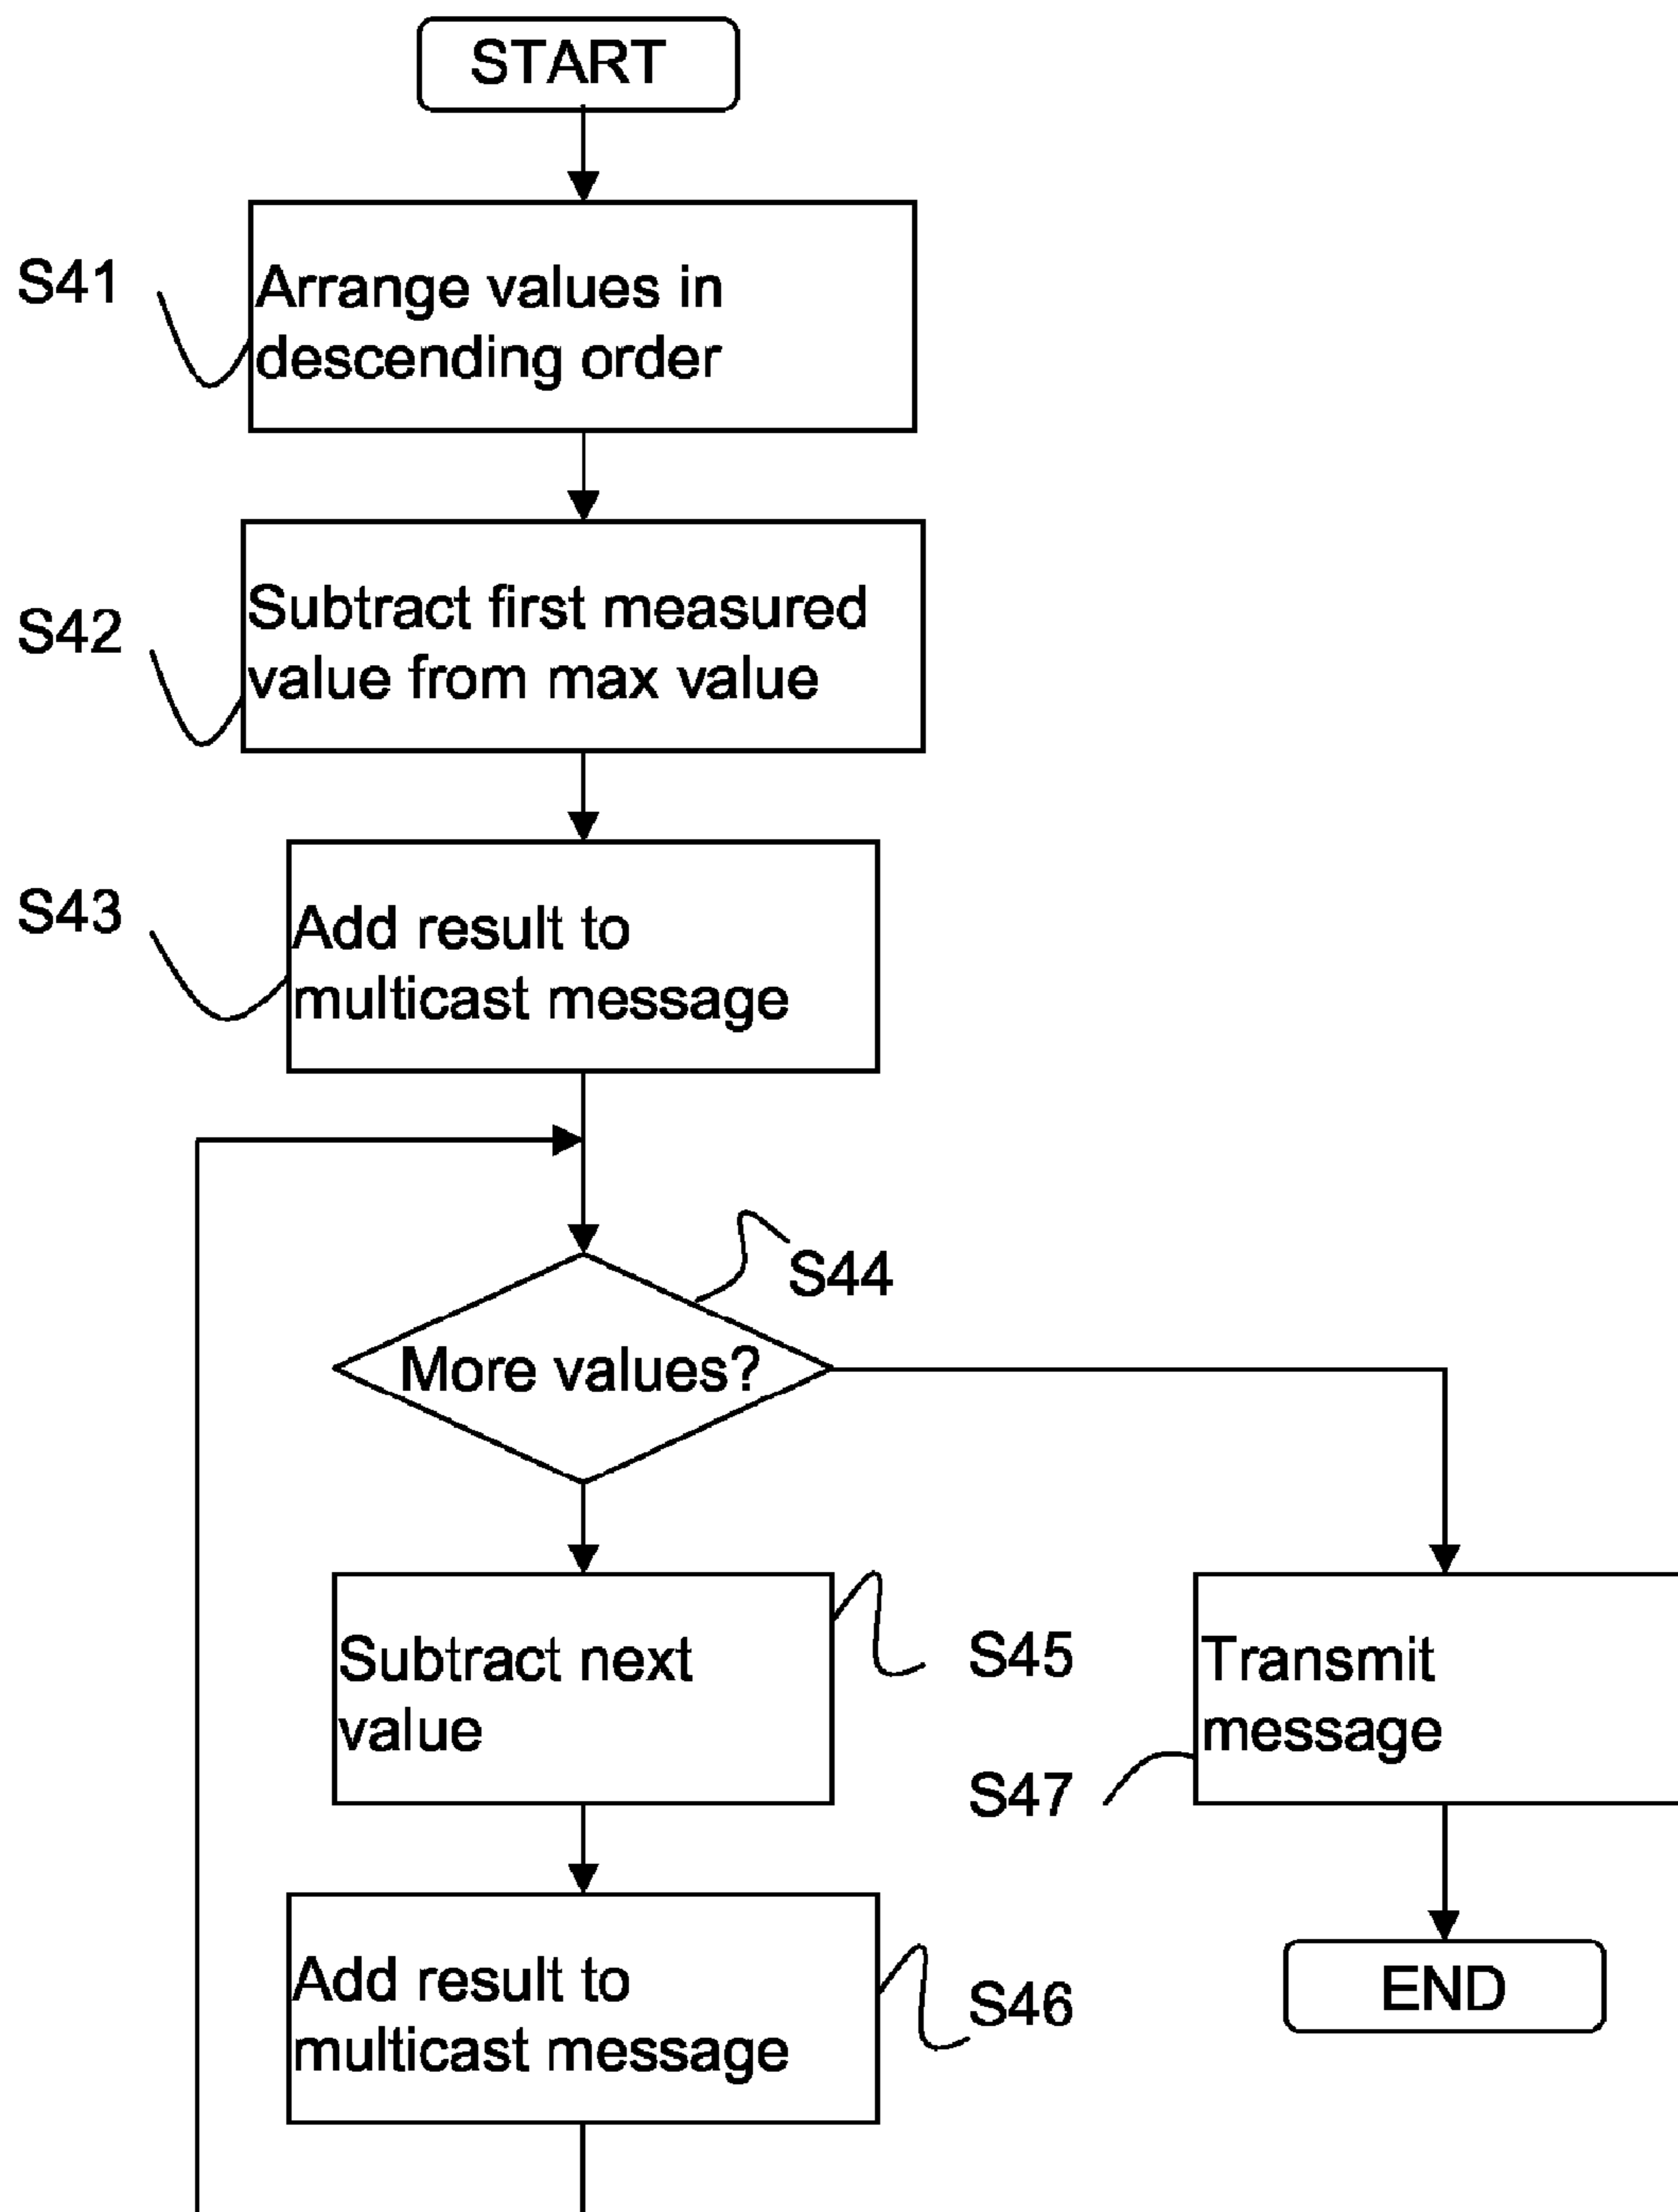 START
S41
Arrange values in
descending order
S42
Subtract first measured
value from max value
S43
Add result to
multicast message
S44
More values?
S45
Subtract next
value
S47
Transmit
message
S46
Add result to
multicast message
END